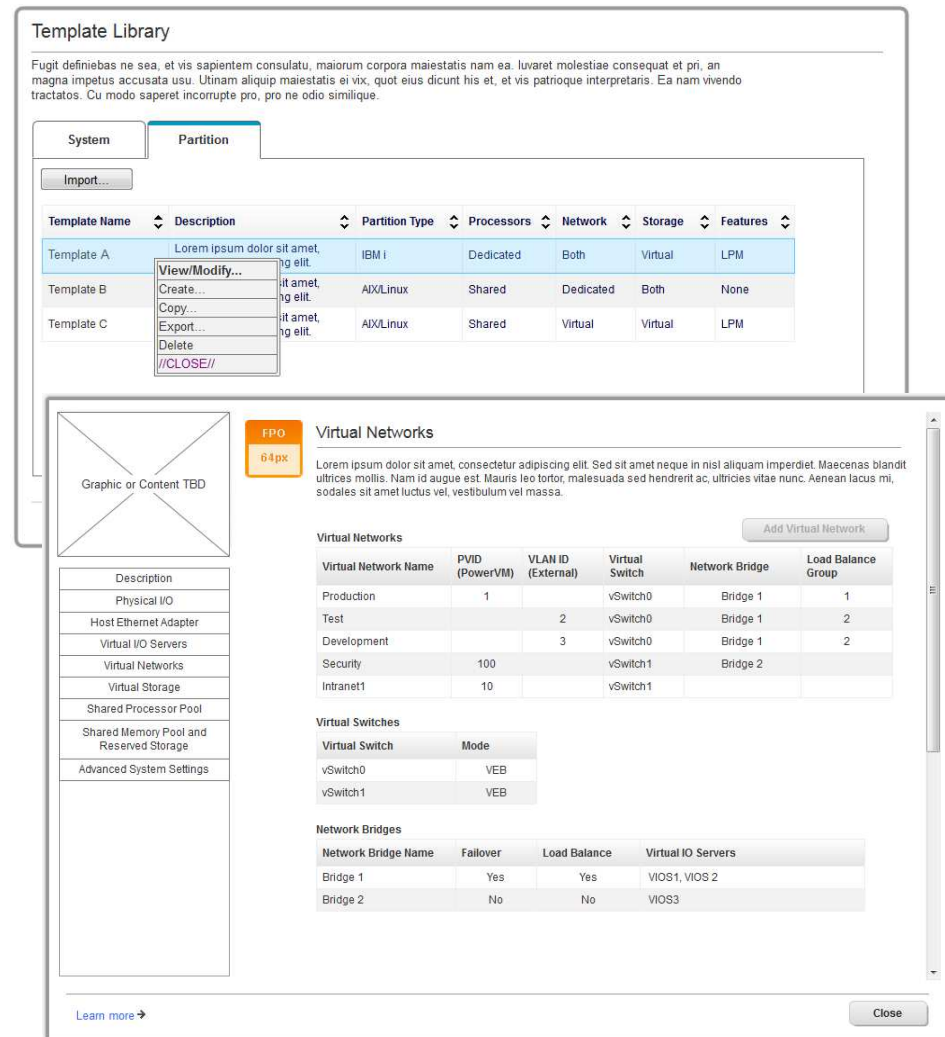 Template Library
Fugit definiebas ne sea, et vis sapientem consulatu, maiorum corpora maiestatis nam ea. Iuvaret molestiae consequat et pri, an
magna impetus accusata usu. Utinam aliquip maiestatis ei vix, quot eius dicunt his et, et vis patrioque interpretaris. Ea nam vivendo
tractatos. Cu modo saperet incorrupte pro, pro ne odio similique.
System Partition
Import...
Template Name Description Partition Type Processors Network Storage Features
Template A Lorem ipsum dolor sit amet, ng elit. IBM i Dedicated Both Virtual LPM
Template B sit amet, ng elit. AIX/Linux Shared Dedicated Both None
Template C sit amet, ng elit. AIX/Linux Shared Virtual Virtual LPM
View/Modify...
Create...
Copy...
Export...
Delete
//CLOSE//
Graphic or Content TBD
Description
Physical I/O
Host Ethernet Adapter
Virtual I/O Servers
Virtual Networks
Virtual Storage
Shared Processor Pool
Shared Memory Pool and
Reserved Storage
Advanced System Settings
FPO
64px
Virtual Networks
Lorem ipsum dolor sit amet, consectetur adipiscing elit. Sed sit amet neque in nisl aliquam imperdiet. Maecenas blandit
ultrices mollis. Nam id augue est. Mauris leo tortor, malesuada sed hendrerit ac, ultricies vitae nunc. Aenean lacus mi,
sodales sit amet luctus vel, vestibulum vel massa.
Add Virtual Network
Virtual Networks
Virtual Network Name PVID (PowerVM) VLAN ID (External) Virtual Switch Network Bridge Load Balance Group
Production 1 vSwitch0 Bridge 1 1
Test 2 vSwitch0 Bridge 1 2
Development 3 vSwitch0 Bridge 1 2
Security 100 vSwitch1 Bridge 2
Intranet1 10 vSwitch1
Virtual Switches
Virtual Switch Mode
vSwitch0 VEB
vSwitch1 VEB
Network Bridges
Network Bridge Name Failover Load Balance Virtual IO Servers
Bridge 1 Yes Yes VIOS1, VIOS 2
Bridge 2 No No VIOS3
Learn more
Close